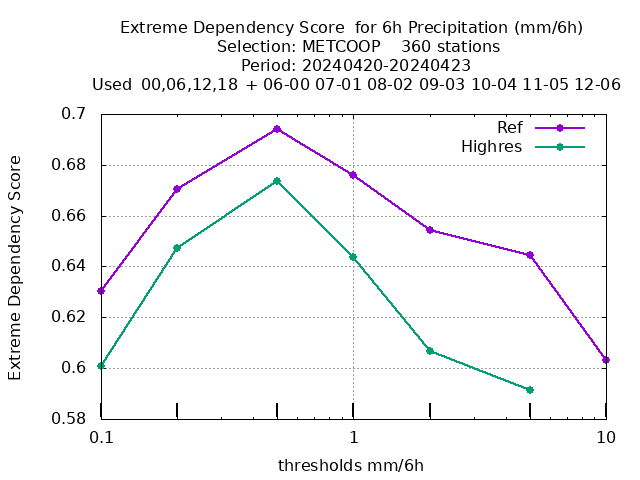 Extreme Dependency Score  for 6h Precipitation (mm/6h)
Selection: METCOOP    360 stations
Period: 20240420-20240423
Used  00,06,12,18  + 06-00 07-01 08-02 09-03 10-04 11-05 12-06
Ref
Highres
0.7
0.68
0.66
0.64
0.62
0.6
0.58
Extreme Dependency Score
0.1 1 10
thresholds mm/6h